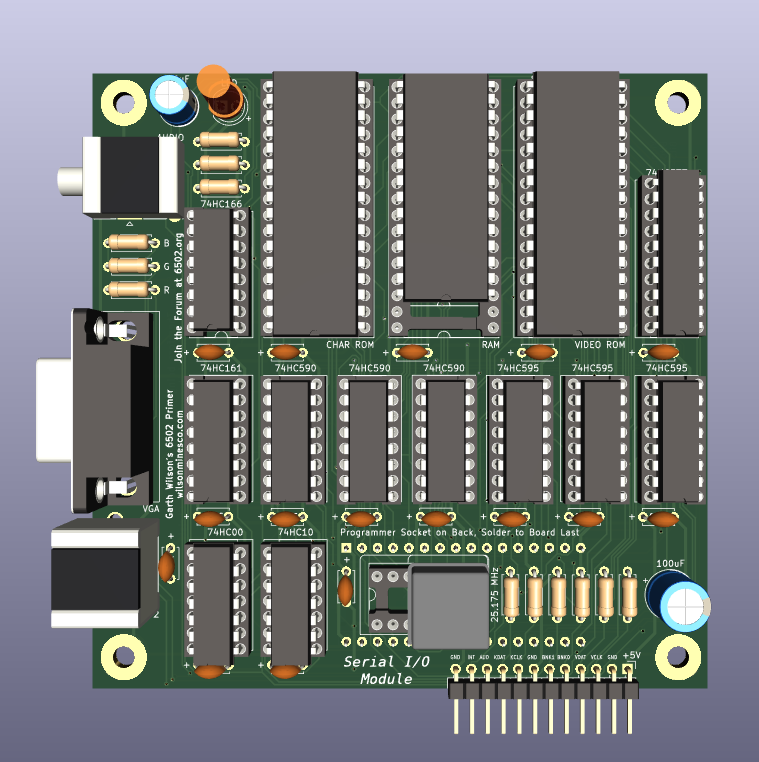 AUDIO
74HC166
B
G
R
Join the Forum at 6502.org
CHAR ROM
RAM
VIDEO ROM
74HC161
74HC590
74HC590
74HC590
74HC595
74HC595
74HC595
Garth Wilson's 6502 Primer
wilsonminesco.com
VGA
74HC00
74HC10
Programmer Socket on Back, Solder to Board Last
25.175 MHz
100uF
2
Serial I/O
Module
GND INT AUD KDAT KCLK GND BNK1 BNK0 VDAT VCLK GND +5V